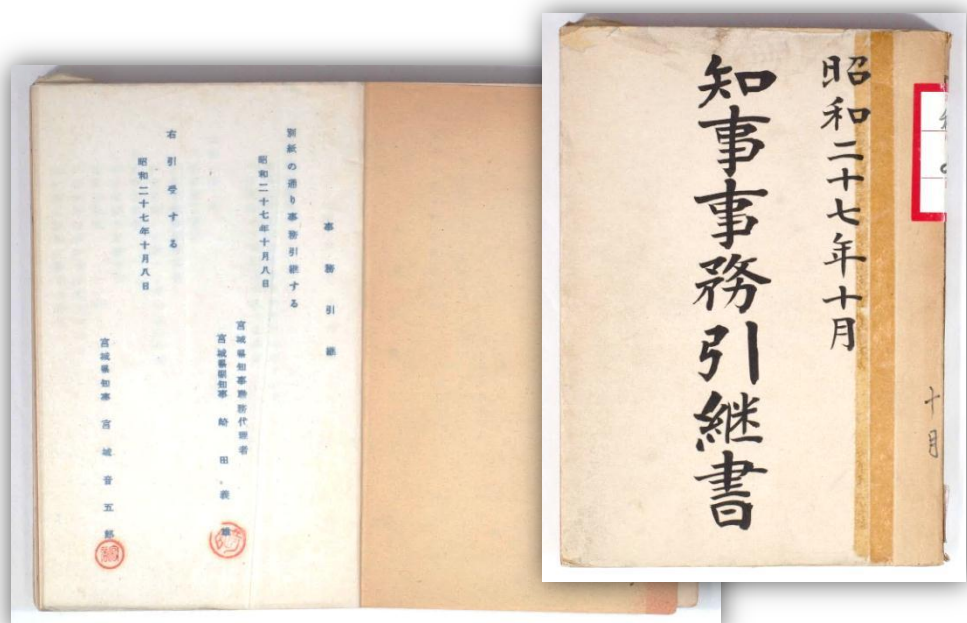 昭和二十七年十月
知事事務引継書
十月
事務引継
別紙の通り事務引継する
昭和二十七年十月八日
宮城県知事職務代理者
宮城県副知事 崎田義雄
右引受する
昭和二十七年十月八日
宮城県知事 宮城音五郎